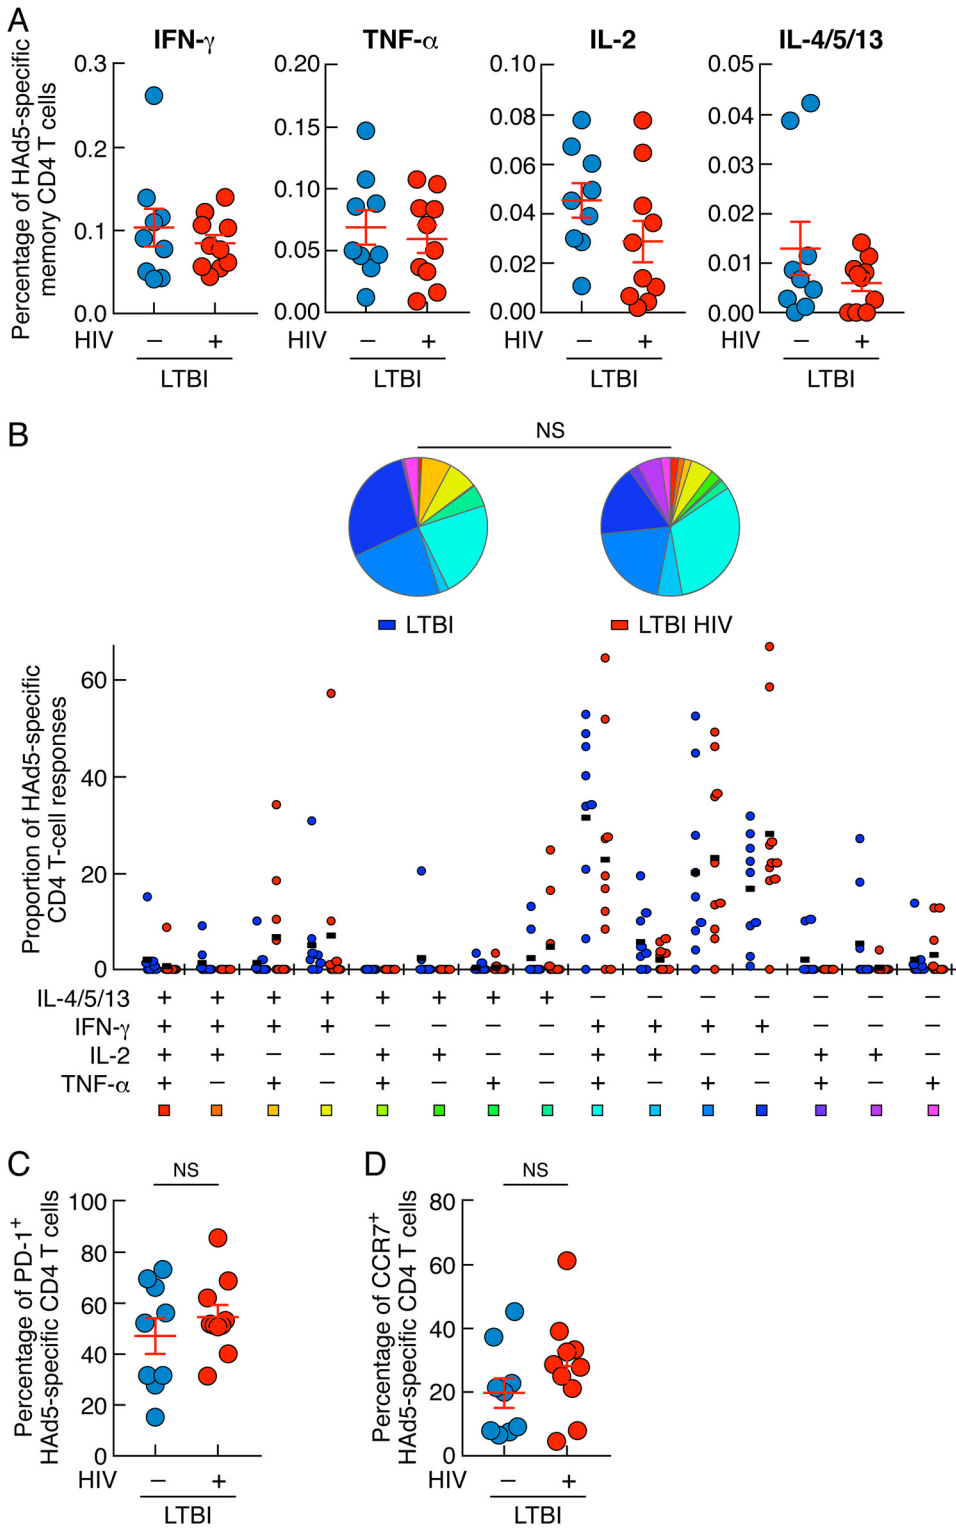 A
IFN-γ TNF-α IL-2 IL-4/5/13
Percentage of HAd5-specific
memory CD4 T cells
0.3 0.20 0.10 0.05
0.08 0.04
0.2 0.15
0.06 0.03
0.10
0.04 0.02
0.1 0.05
0.02 0.01
0.0 0.00 0.00 0.00
HIV − + HIV − + HIV − + HIV − +
LTBI LTBI LTBI LTBI
B
NS
LTBI LTBI HIV
Proportion of HAd5-specific
CD4 T-cell responses
60
40
20
0
IL-4/5/13 + + + + + + + + − − − − − − −
IFN-γ + + + + − − − − + + + + − − −
IL-2 + + − − + + − − + + − − + + −
TNF-α + − + − + − + − + − + − + − +
C
NS
Percentage of PD-1+
HAd5-specific CD4 T cells
100
80
60
40
20
0
HIV − +
LTBI
D
NS
Percentage of CCR7+
HAd5-specific CD4 T cells
80
60
40
20
0
HIV − +
LTBI